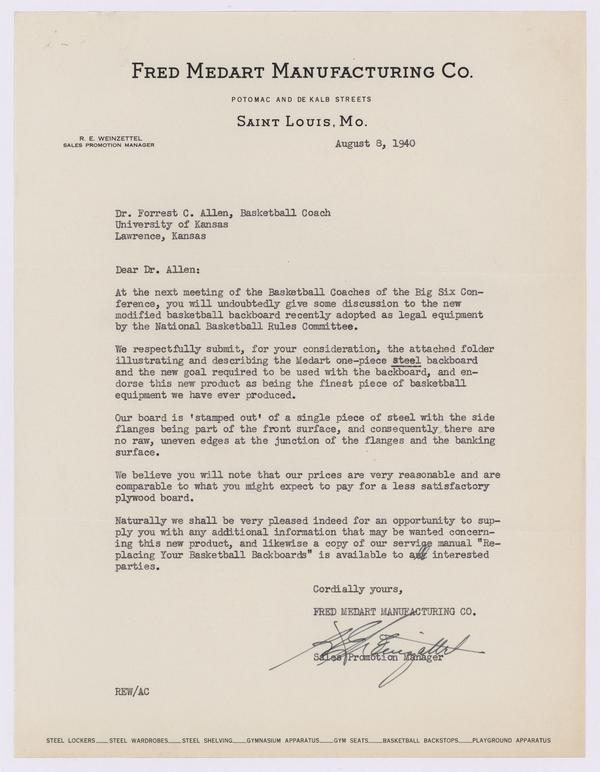 FRED MEDART MANUFACTURING CO.
POTOMAC AND DE KALB STREETS
SAINT LOUIS, MO.
R. E. WEINZETTEL
SALES PROMOTION MANAGER
August 8, 1940
Dr. Forrest C. Allen, Basketball Coach
University of Kansas
Lawrence, Kansas
Dear Dr. Allen:
At the next meeting of the Basketball Coaches of the Big Six Con-
ference, you will undoubtedly give some discussion to the new
modified basketball backboard recently adopted as legal equipment
by the National Basketball Rules Committee.
We respectfully submit, for your consideration, the attached folder
illustrating and describing the Medart one-piece steel backboard
and the new goal required to be used with the backboard, and en-
dorse this new product as being the finest piece of basketball
equipment we have ever produced.
Our board is 'stamped out' of a single piece of steel with the side
flanges being part of the front surface, and consequently there are
no raw, uneven edges at the junction of the flanges and the banking
surface.
We believe you will note that our prices are very reasonable and are
comparable to what you might expect to pay for a less satisfactory
plywood board.
Naturally we shall be very pleased indeed for an opportunity to sup-
ply you with any additional information that may be wanted concern-
ing this new product, and likewise a copy of our service manual "Re-
placing Your Basketball Backboards" is available to all interested
parties.
Cordially yours,
FRED MEDART MANUFACTURING CO.
R E Weinzettel
Sales Promotion Manager
REW/AC
STEEL LOCKERS___STEEL WARDROBES___STEEL SHELVING___GYMNASIUM APPARATUS___GYM SEATS___BASKETBALL BACKSTOPS___PLAYGROUND APPARATUS